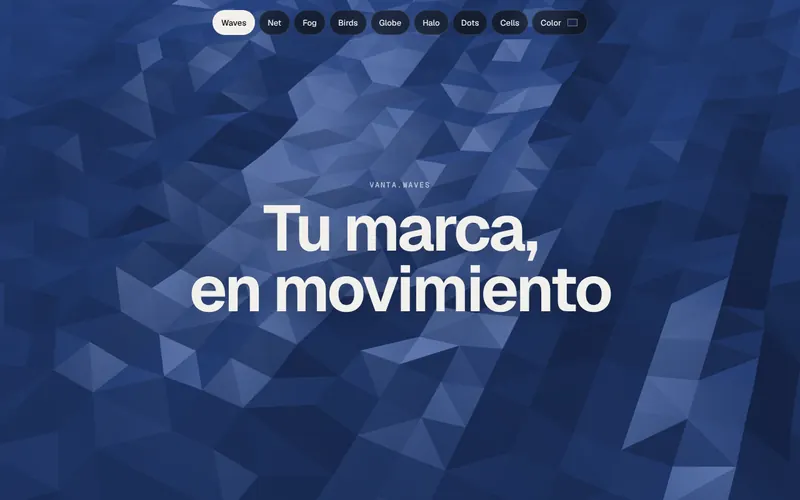 Waves Net Fog Birds Globe Halo Dots Cells Color
VANTA.WAVES
Tu marca,
en movimiento